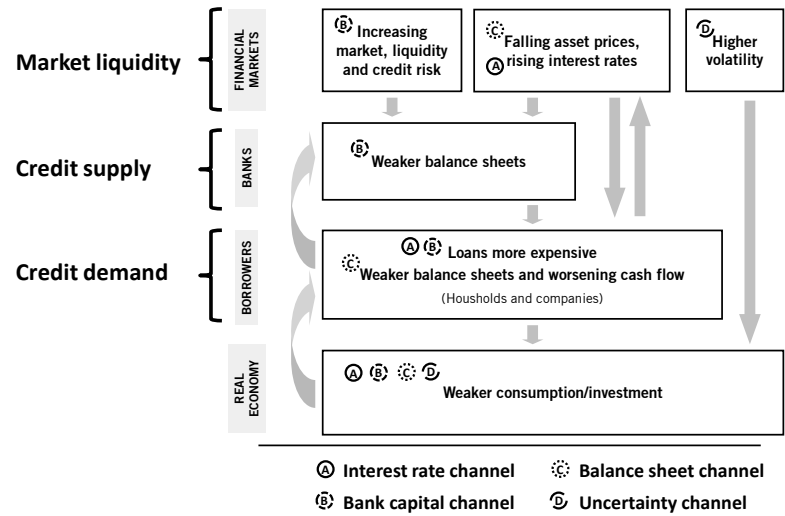 Market liquidity
FINANCIAL
MARKETS
B Increasing
market, liquidity
and credit risk
C Falling asset prices,
A rising interest rates
D Higher
volatility
Credit supply
BANKS
B Weaker balance sheets
Credit demand
BORROWERS
A B Loans more expensive
C Weaker balance sheets and worsening cash flow
(Housholds and companies)
REAL
ECONOMY
A B C D
Weaker consumption/investment
A Interest rate channel
C Balance sheet channel
B Bank capital channel
D Uncertainty channel